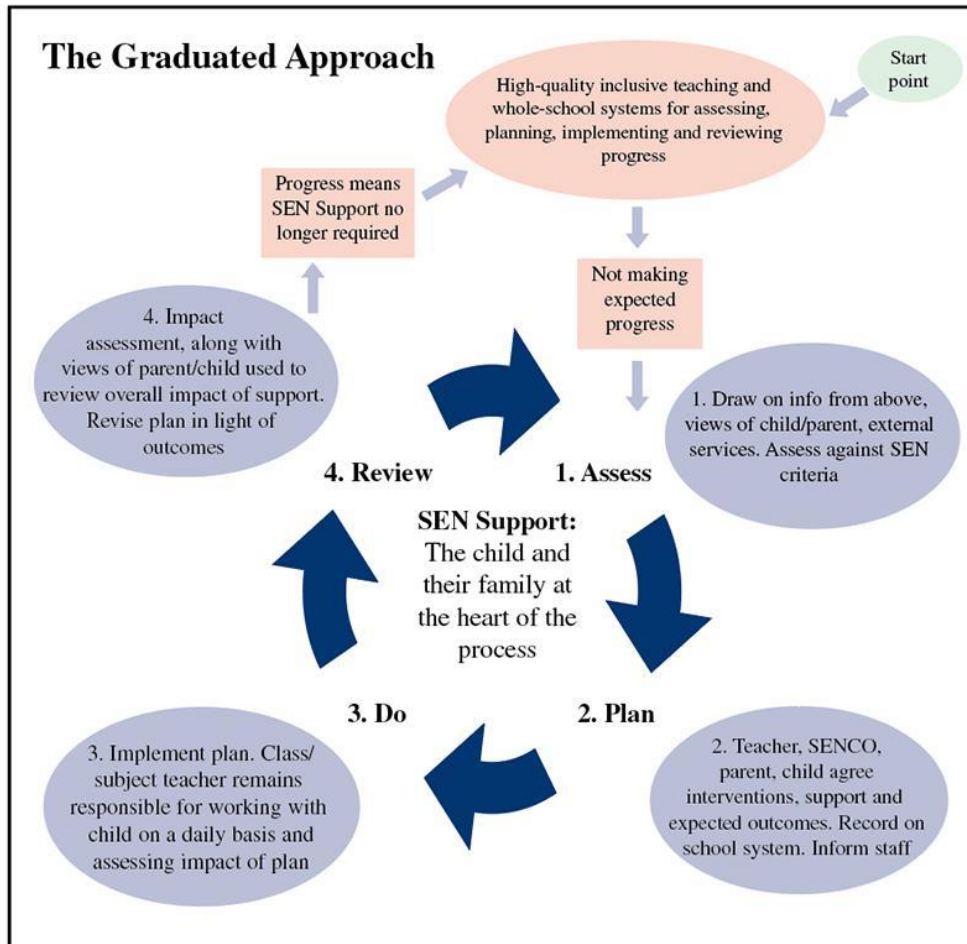 The Graduated Approach
Start
point
High-quality inclusive teaching and
whole-school systems for assessing,
planning, implementing and reviewing
progress
Progress means
SEN Support no
longer required
Not making
expected
progress
4. Impact
assessment, along with
views of parent/child used to
review overall impact of support.
Revise plan in light of
outcomes
1. Draw on info from above,
views of child/parent, external
services. Assess against SEN
criteria
4. Review
1. Assess
SEN Support:
The child and
their family at
the heart of the
process
3. Do
2. Plan
3. Implement plan. Class/
subject teacher remains
responsible for working with
child on a daily basis and
assessing impact of plan
2. Teacher, SENCO,
parent, child agree
interventions, support and
expected outcomes. Record on
school system. Inform staff